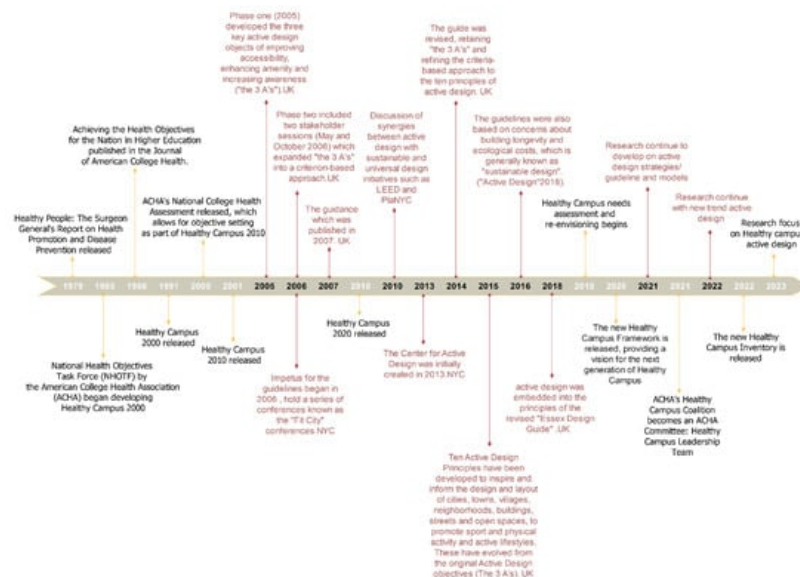 Phase one (2005)
developed the three
key active design
objects of improving
accessibility,
enhancing amenity and
increasing awareness
("the 3 A's").UK
The guide was
revised, retaining
"the 3 A's" and
refining the criteria-
based approach to
the ten principles of
active design. UK
Achieving the Health Objectives
for the Nation in Higher Education
published in the Journal
of American College Health.
Phase two included
two stakeholder
sessions (May and
October 2006) which
expanded "the 3 A's"
into a criterion-based
approach.UK
Discussion of
synergies between
active design with
sustainable and
universal design
initiatives such as
LEED and
PlaNYC
The guidelines were also
based on concerns about
building longevity and
ecological costs, which is
generally known as
"sustainable design".
("Active Design"2016).
Research continue to
develop on active
design strategies/
guideline and models
Healthy People: The Surgeon
General's Report on Health
Promotion and Disease
Prevention released
ACHA's National College Health
Assessment released, which
allows for objective setting
as part of Healthy Campus 2010
The guidance
which was
published in
2007. UK
Healthy Campus needs
assessment and
re-envisioning begins
Research continue
with new trend active
design
Research focus
on Healthy campu
active design
1979 1985 1988 1991 2000 2001 2005 2006 2007 2010 2010 2013 2014 2015 2016 2018 2019 2020 2021 2021 2022 2022 2023
National Health Objectives
Task Force (NHOTF) by
the American College Health Association
(ACHA) began developing
Healthy Campus 2000
Healthy Campus
2000 released
Healthy Campus
2010 released
Impetus for the
guidelines began in
2006 , hold a series of
conferences known as
the "Fit City"
conferences NYC
Healthy Campus
2020 released
The Center for Active
Design was initially
created in 2013.NYC
Ten Active Design
Principles have been
developed to inspire and
inform the design and layout
of cities, towns, villages,
neighborhoods, buildings,
streets and open spaces, to
promote sport and physical
activity and active lifestyles.
These have evolved from
the original Active Design
objectives (The 3 A's). UK
active design was
embedded into the
principles of the
revised "Essex Design
Guide" .UK
The new Healthy
Campus Framework is
released, providing a
vision for the next
generation of Healthy
Campus
ACHA's Healthy
Campus Coalition
becomes an ACHA
Committee: Healthy
Campus Leadership
Team
The new Healthy
Campus Inventory is
released